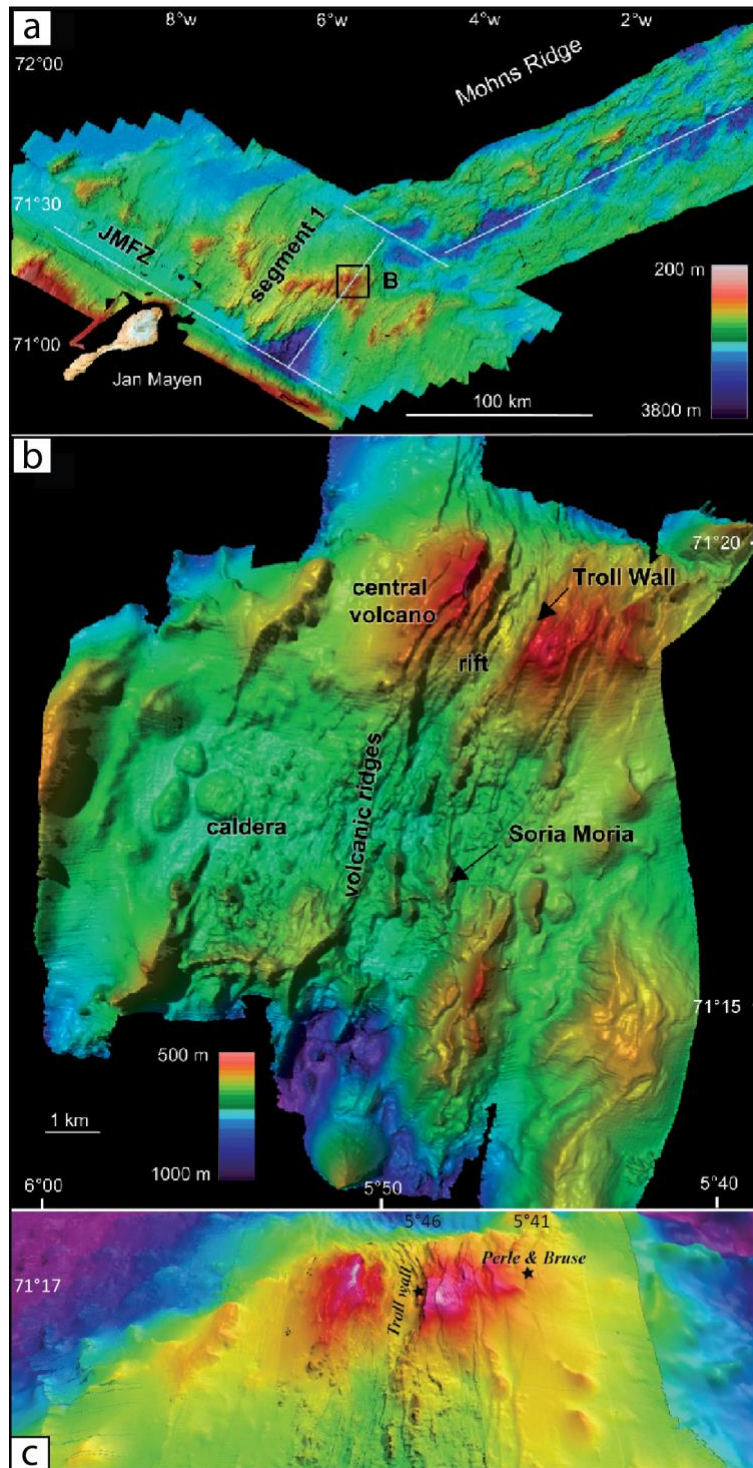 a
8°w
6°w
4°w
2°w
72°00
Mohns Ridge
71°30
JMFZ
segment 1
B
200 m
71°00
Jan Mayen
100 km
3800 m
b
71°20
central
volcano
Troll Wall
rift
volcanic ridges
caldera
Soria Moria
71°15
500 m
1 km
1000 m
6°00
5°50
5°40
5°46
5°41
71°17
Troll wall
Perle & Bruse
c